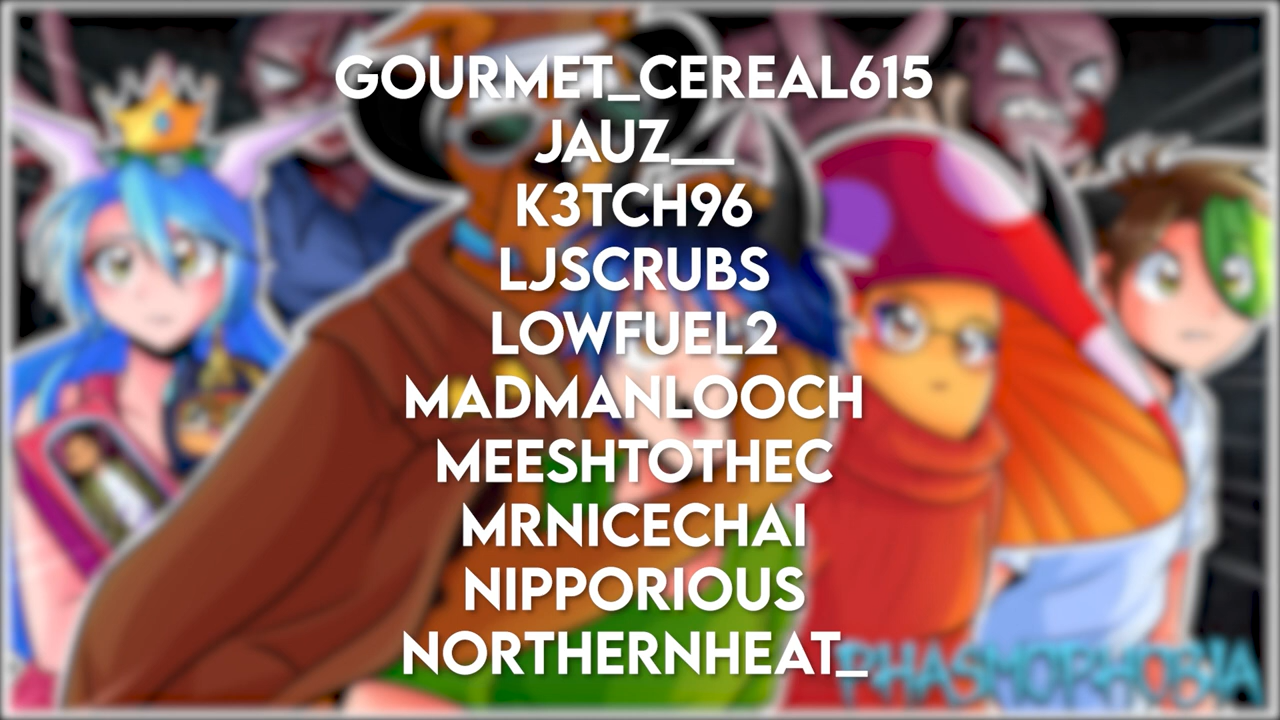 GOURMET_CEREAL615
JAUZ__
K3TCH96
LJSCRUBS
LOWFUEL2
MADMANLOOCH
MEESHTOTHEC
MRNICECHAI
NIPPORIOUS
NORTHERNHEAT_
PHASMOPHOBIA